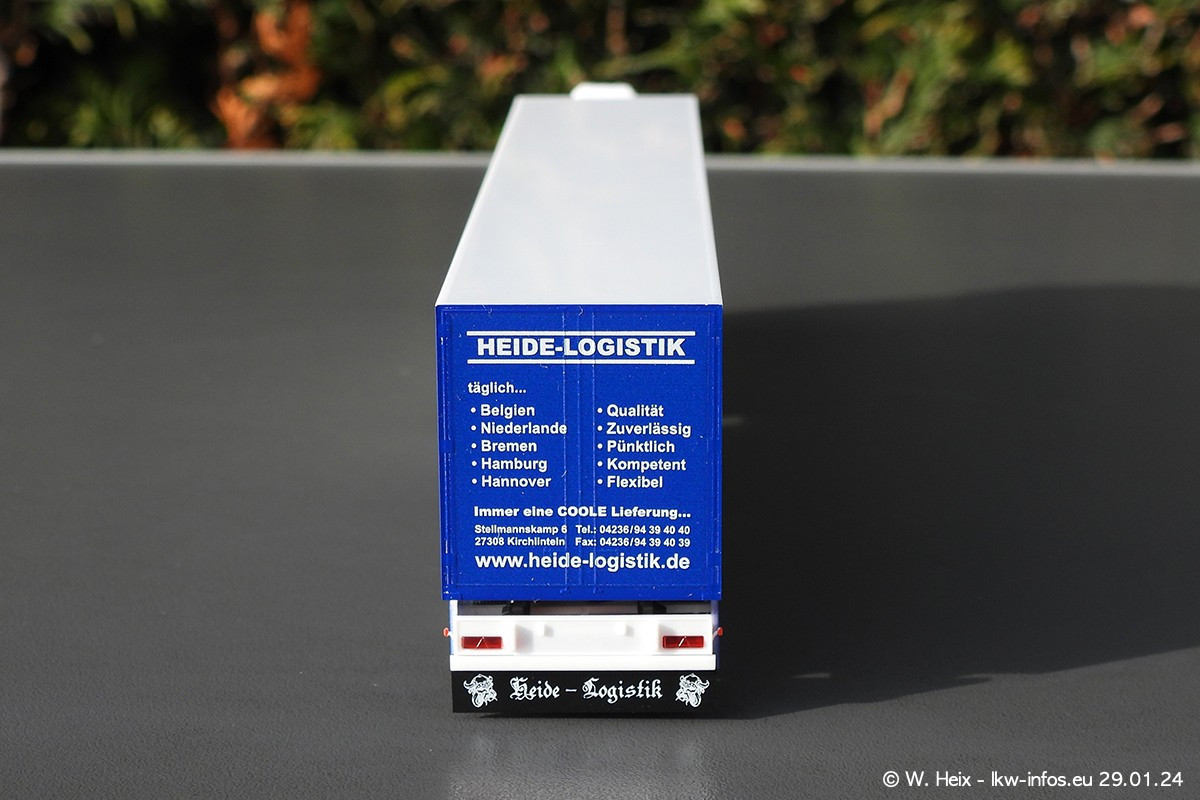 HEIDE-LOGISTIK
täglich...
• Belgien
• Niederlande
• Bremen
• Hamburg
• Hannover
• Qualität
• Zuverlässig
• Pünktlich
• Kompetent
• Flexibel
Immer eine COOLE Lieferung...
Stellmannskamp 6 Tel.: 04236/94 39 40 40
27308 Kirchlinteln Fax: 04236/94 39 40 39
www.heide-logistik.de
Heide - Logistik
© W. Heix - lkw-infos.eu 29.01.24